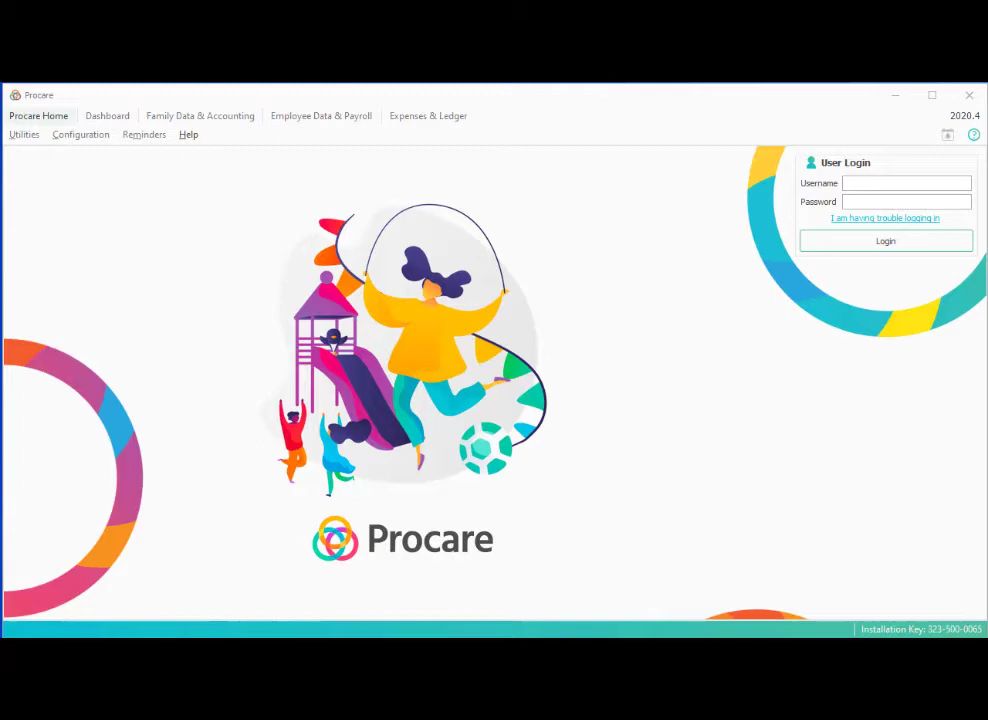 Procare
Procare Home Dashboard Family Data & Accounting Employee Data & Payroll Expenses & Ledger 2020.4
Utilities Configuration Reminders Help
User Login
Username
Password
I am having trouble logging in
Login
Procare
Installation Key: 323-500-0065